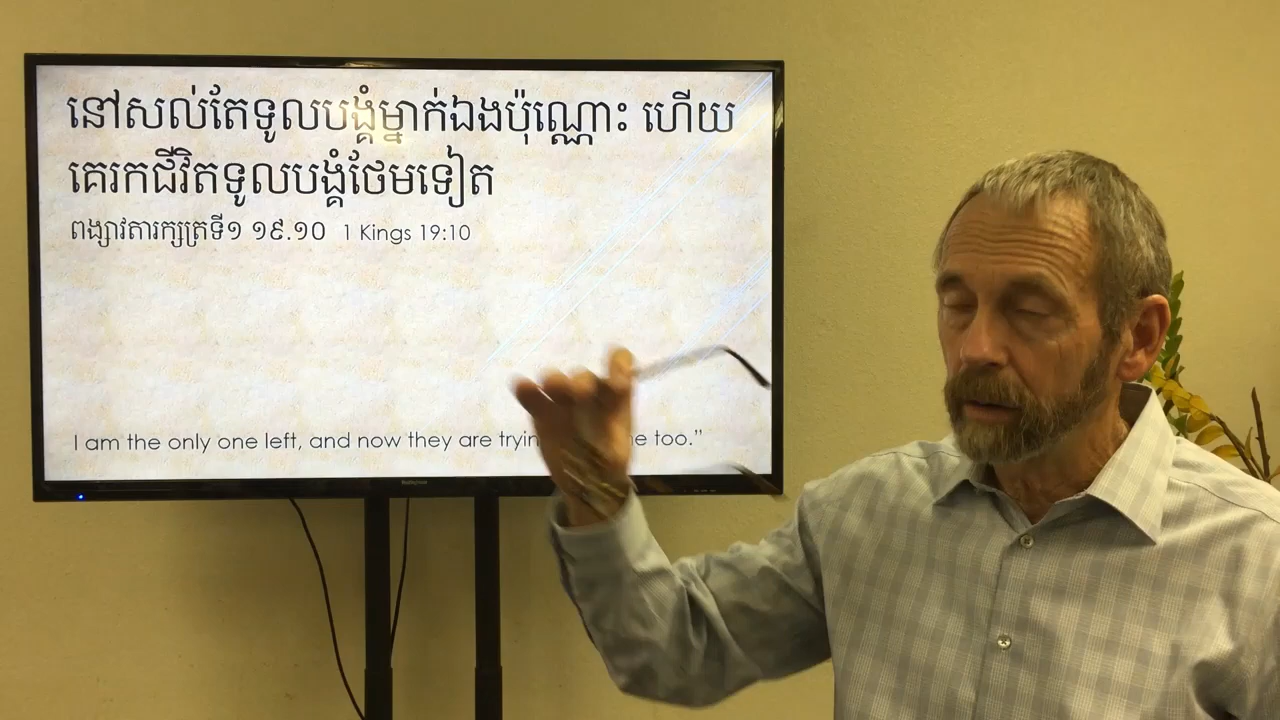 នៅសល់តែទូលបង្គំម្នាក់ឯងប៉ុណ្ណោះ ហើយ
គេរកជីវិតទូលបង្គំថែមទៀត
ពង្សាវតារក្សត្រទី១ ១៩.១០ 1 Kings 19:10
I am the only one left, and now they are too.”